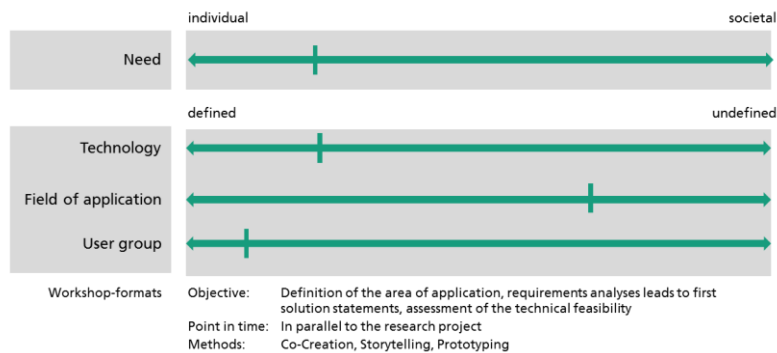 individual societal
Need
defined undefined
Technology
Field of application
User group
Workshop-formats Objective: Definition of the area of application, requirements analyses leads to first
solution statements, assessment of the technical feasibility
Point in time: In parallel to the research project
Methods: Co-Creation, Storytelling, Prototyping